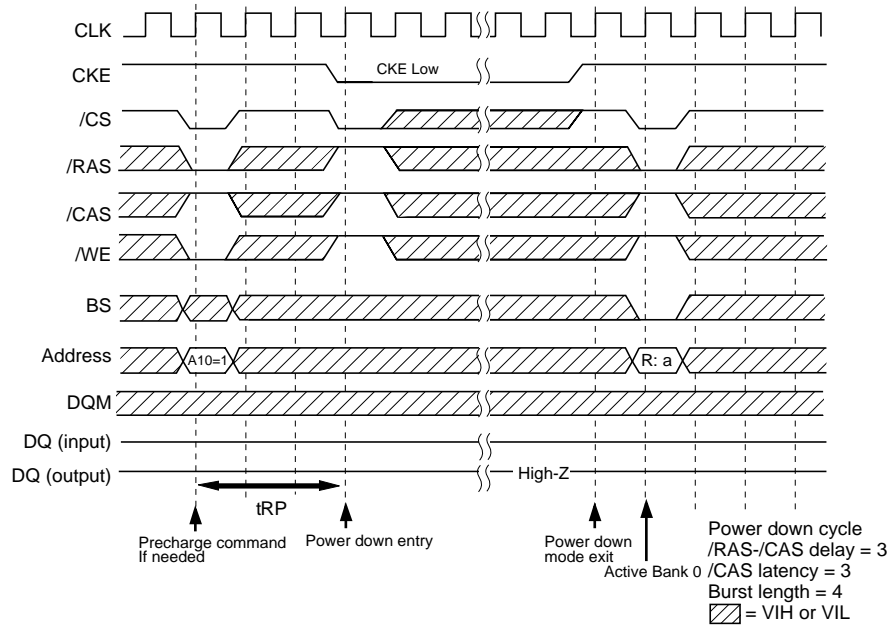 CLK
CKE
CKE Low
/CS
/RAS
/CAS
/WE
BS
Address
A10=1
R: a
DQM
DQ (input)
DQ (output)
High-Z
tRP
Precharge command
If needed
Power down entry
Power down
mode exit
Active Bank 0
Power down cycle
/RAS-/CAS delay = 3
/CAS latency = 3
Burst length = 4
= VIH or VIL